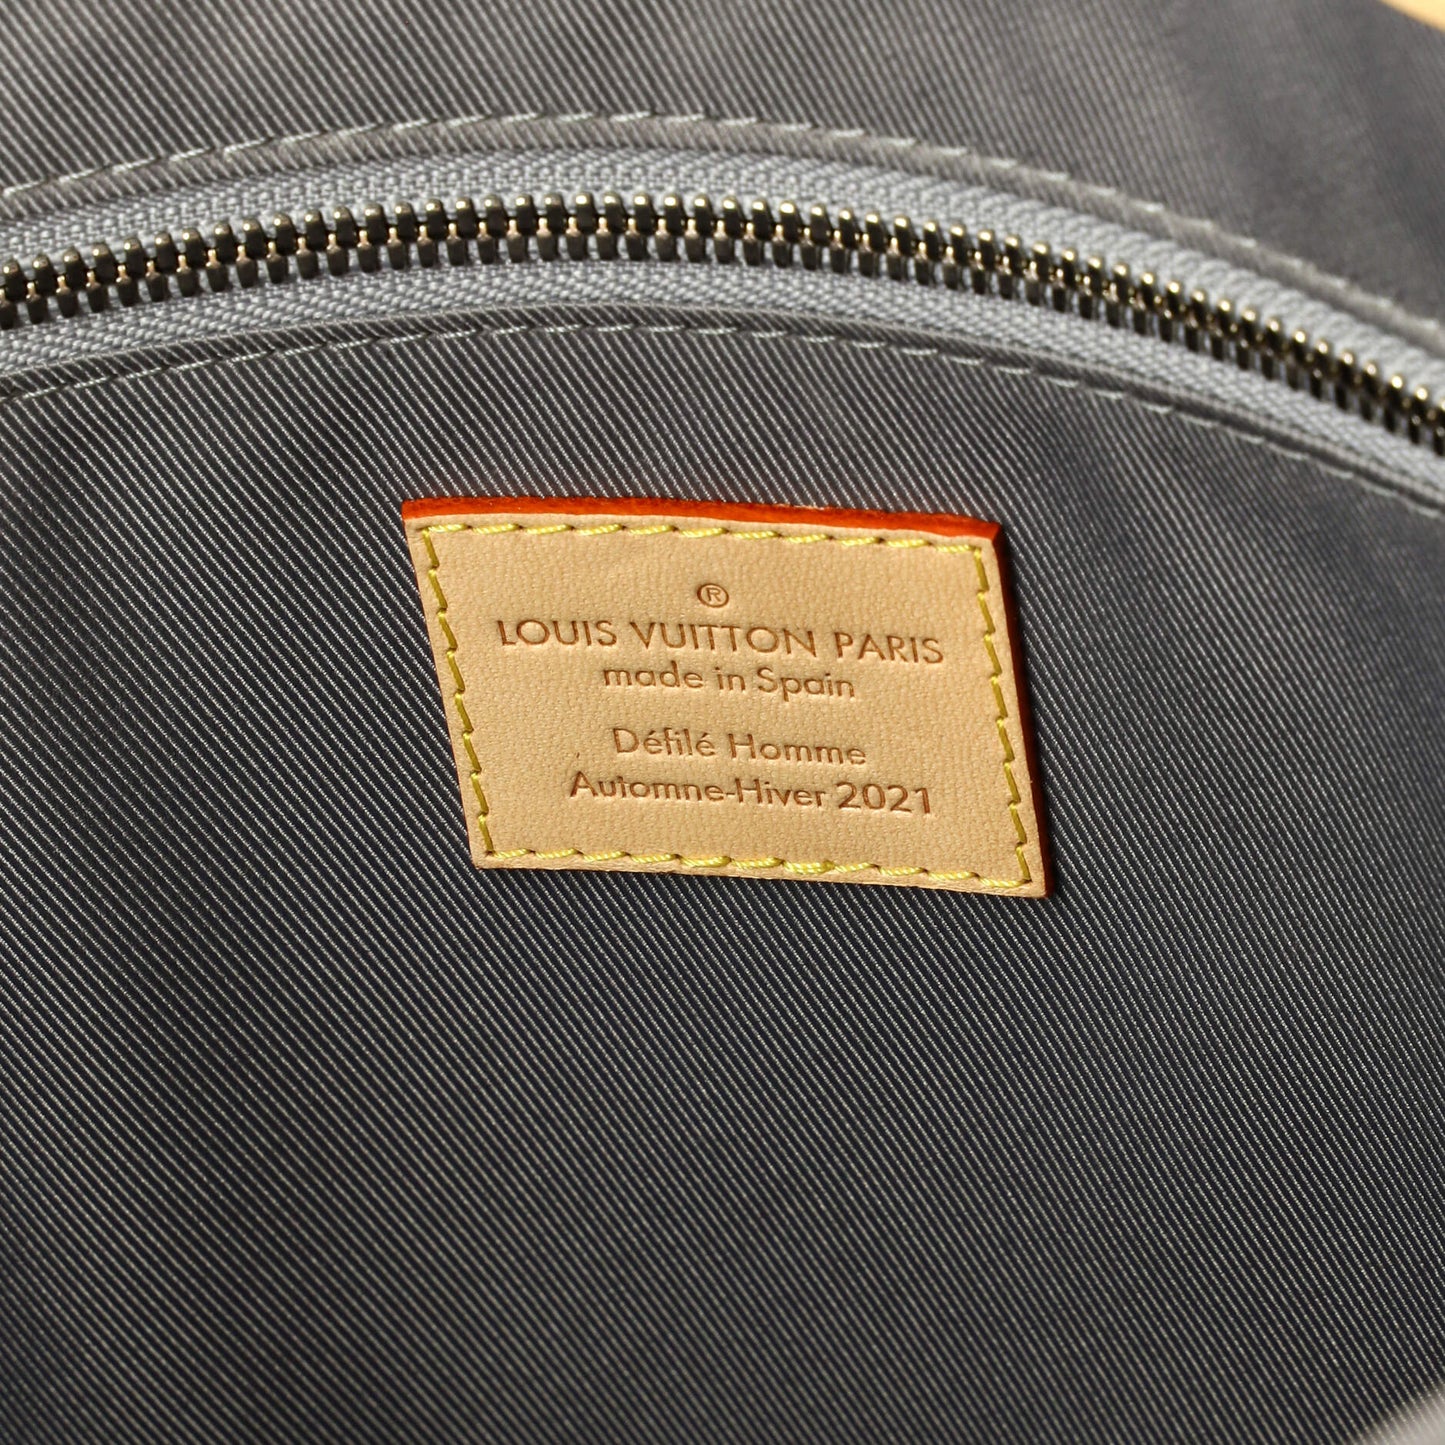 ®
LOUIS VUITTON PARIS
made in Spain
Défilé Homme
Automne-Hiver 2021